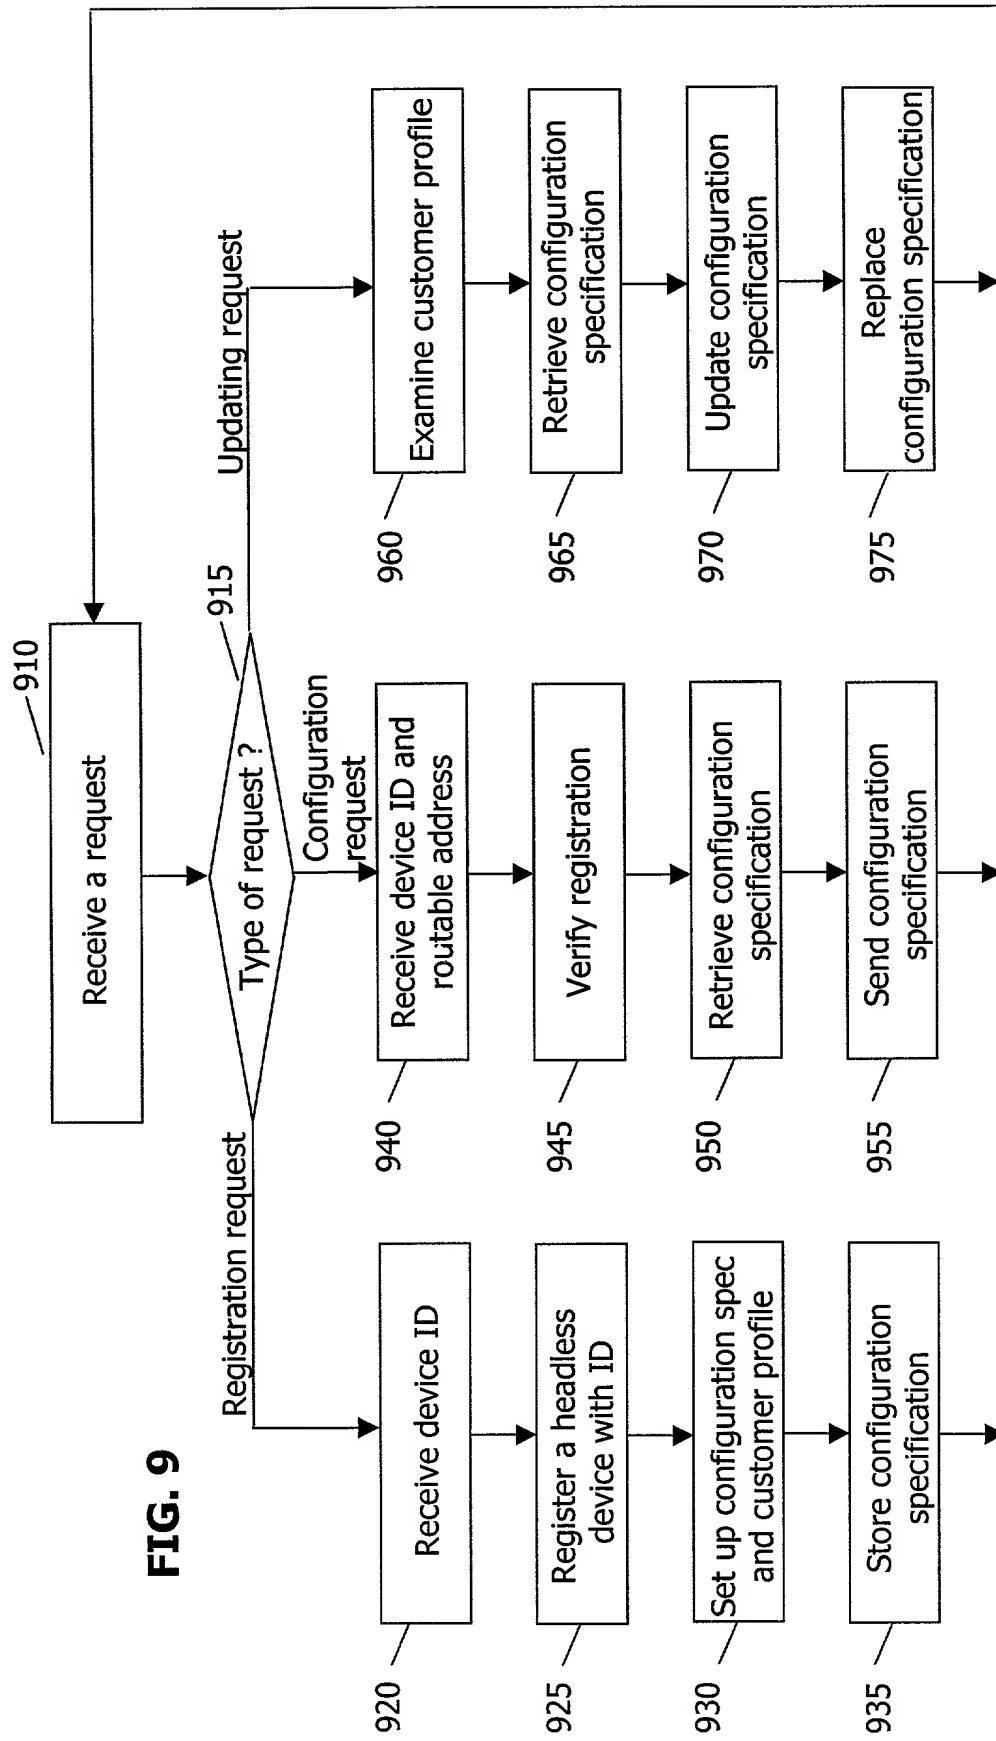 FIG. 9
910
Receive a request
915
Type of request ?
Registration request
Configuration
request
Updating request
920
Receive device ID
925
Register a headless
device with ID
930
Set up configuration spec
and customer profile
935
Store configuration
specification
940
Receive device ID and
routable address
945
Verify registration
950
Retrieve configuration
specification
955
Send configuration
specification
960
Examine customer profile
965
Retrieve configuration
specification
970
Update configuration
specification
975
Replace
configuration specification